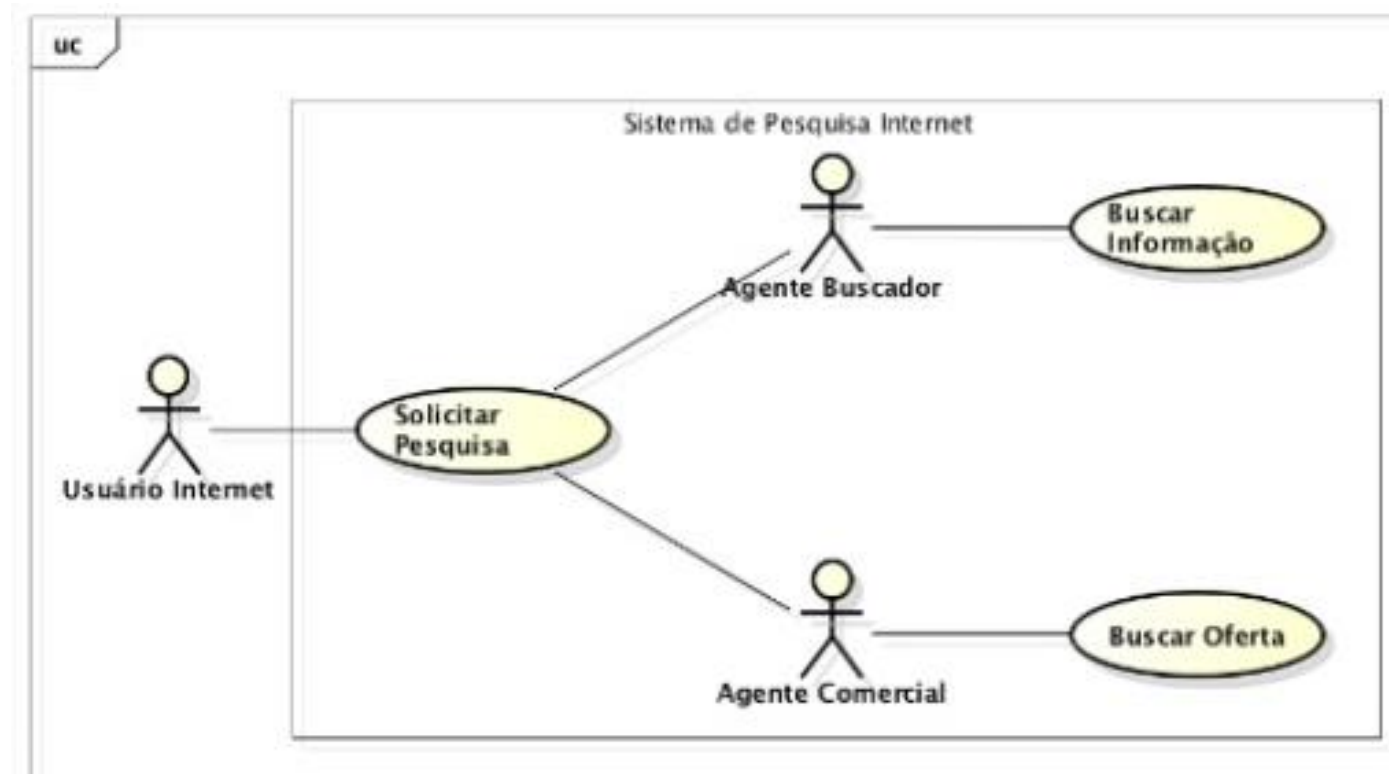 uc
Sistema de Pesquisa Internet
Buscar
Informação
Agente Buscador
Solicitar
Pesquisa
Usuário Internet
Buscar Oferta
Agente Comercial